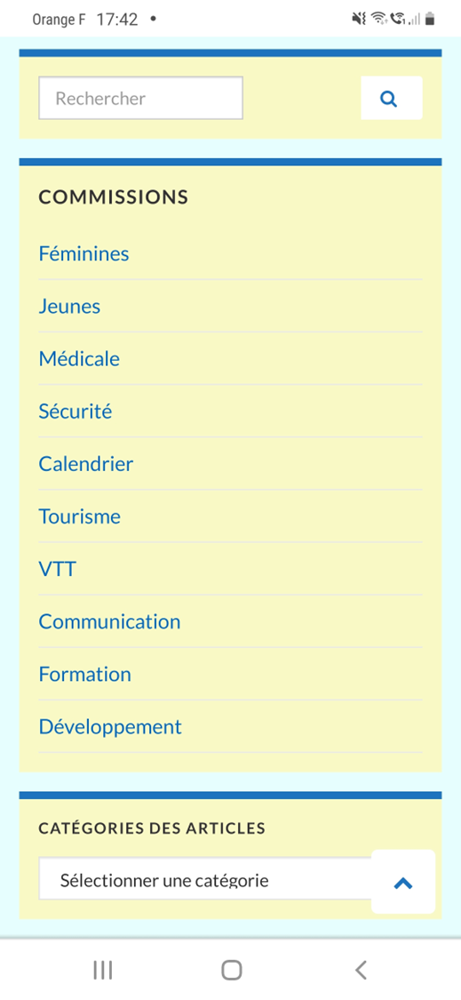 Orange F 17:42
Rechercher
COMMISSIONS
Féminines
Jeunes
Médicale
Sécurité
Calendrier
Tourisme
VTT
Communication
Formation
Développement
CATÉGORIES DES ARTICLES
Sélectionner une catégorie